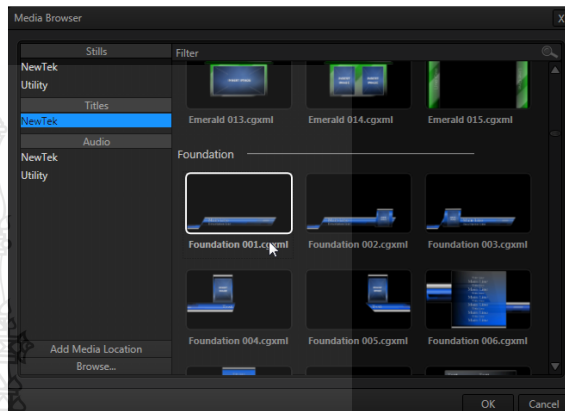 Media Browser X
Stills
NewTek
Utility
Titles
NewTek
Audio
NewTek
Utility
Add Media Location
Browse...
Filter
Emerald 013.cgxml Emerald 014.cgxml Emerald 015.cgxml
Foundation
Foundation 001.cgxml Foundation 002.cgxml Foundation 003.cgxml
Foundation 004.cgxml Foundation 005.cgxml Foundation 006.cgxml
OK Cancel